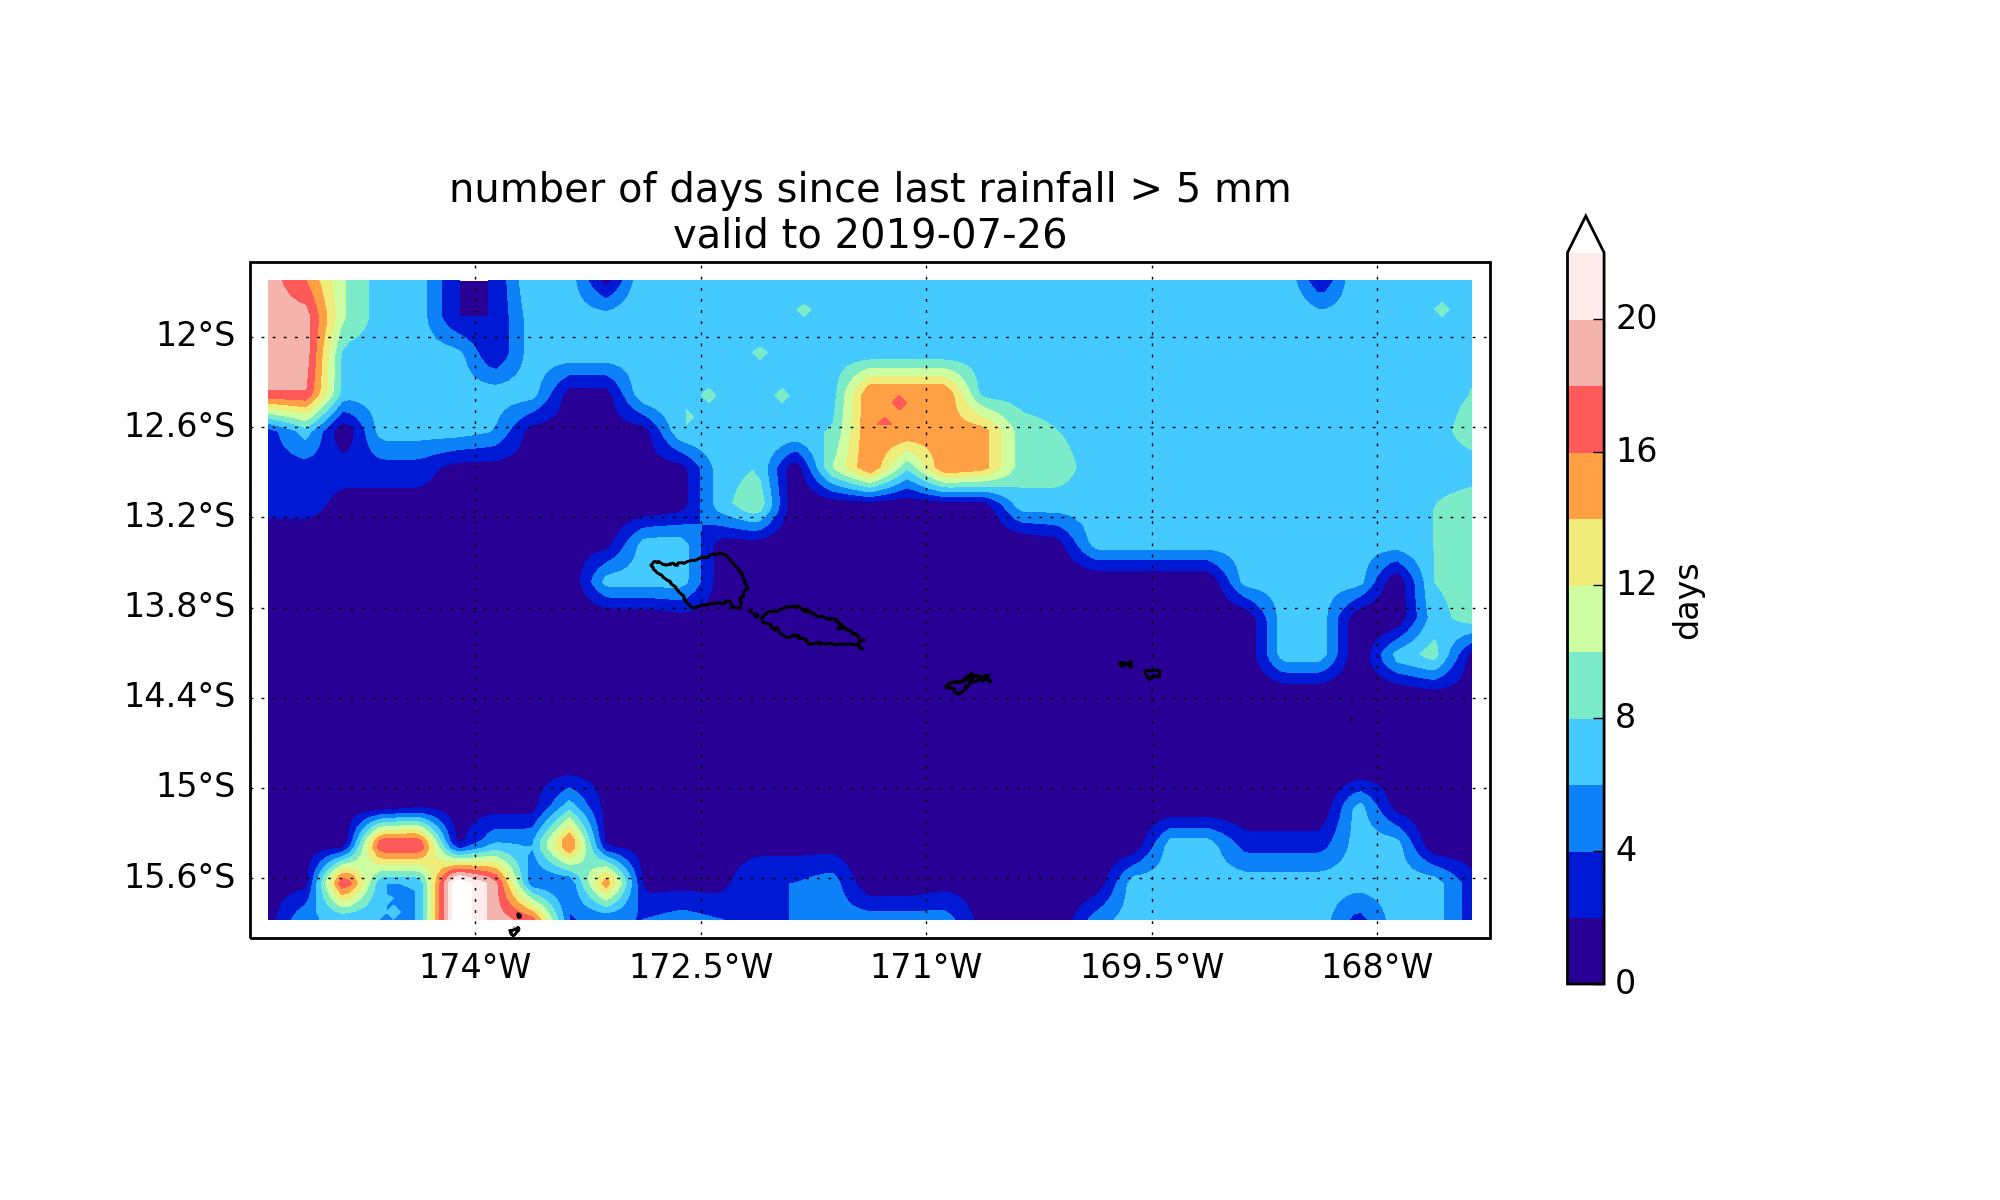 number of days since last rainfall > 5 mm
valid to 2019-07-26
12°S
12.6°S
13.2°S
13.8°S
14.4°S
15°S
15.6°S
174°W 172.5°W 171°W 169.5°W 168°W
20
16
12
8
4
0
days